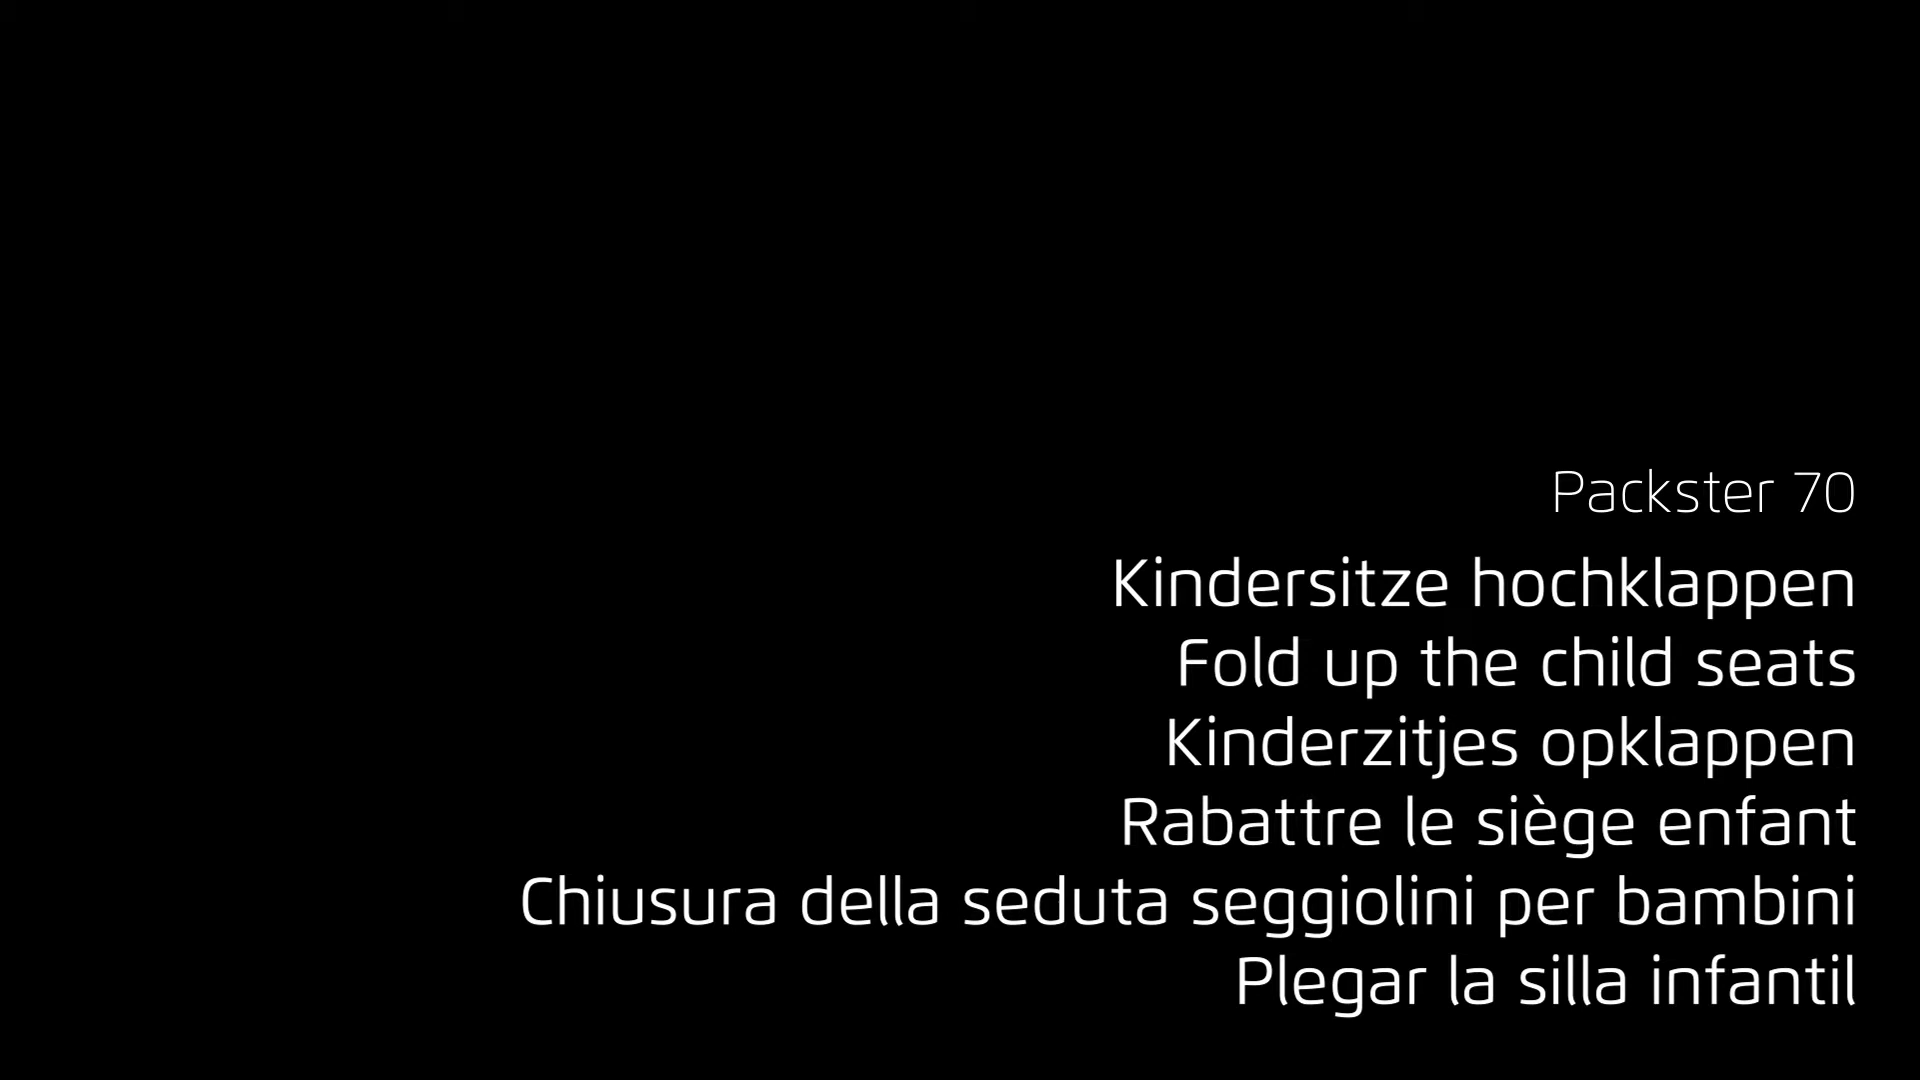 Packster 70
Kindersitze hochklappen
Fold up the child seats
Kinderzitjes opklappen
Rabattre le siège enfant
Chiusura della seduta seggiolini per bambini
Plegar la silla infantil